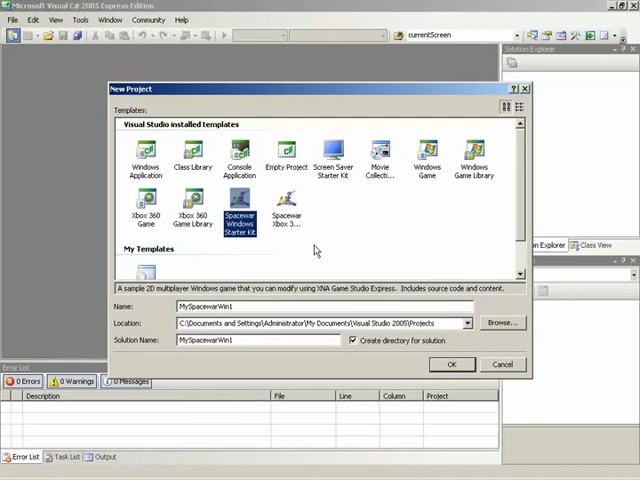 Microsoft Visual C# 2005 Express Edition
File Edit View Tools Window Community Help
currentScreen
Solution Explorer
New Project
Templates:
Visual Studio installed templates
Windows Application
Class Library
Console Application
Empty Project
Screen Saver Starter Kit
Movie Collecti...
Windows Game
Windows Game Library
Xbox 360 Game
Xbox 360 Game Library
Spacewar Windows Starter Kit
Spacewar Xbox 3...
My Templates
A sample 2D multiplayer Windows game that you can modify using XNA Game Studio Express. Includes source code and content.
Name: MySpacewarWin1
Location: C:\Documents and Settings\Administrator\My Documents\Visual Studio 2005\Projects Browse...
Solution Name: MySpacewarWin1 Create directory for solution
OK Cancel
Explorer Class View
Error List
0 Errors 0 Warnings 0 Messages
Description File Line Column Project
Error List Task List Output